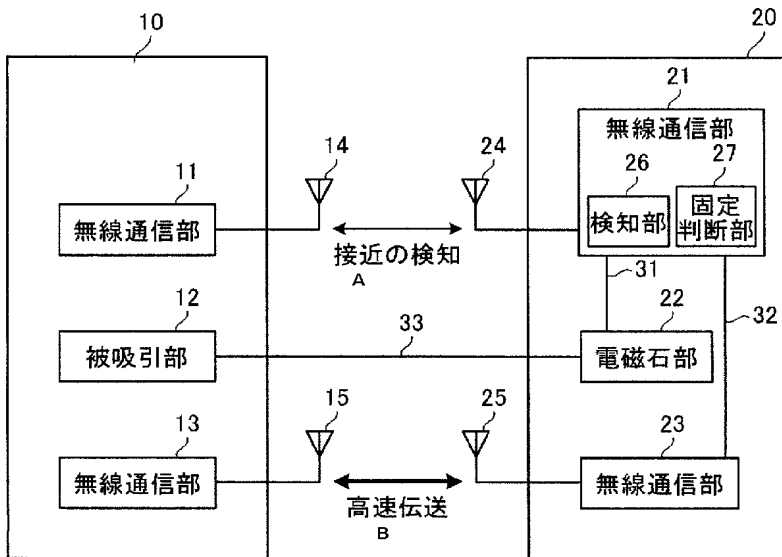 10
20
21
無線通信部
26
27
検知部
固定
判断部
14
24
11
無線通信部
接近の検知
A
31
32
12
被吸引部
33
22
電磁石部
15
25
13
無線通信部
23
無線通信部
高速伝送
B